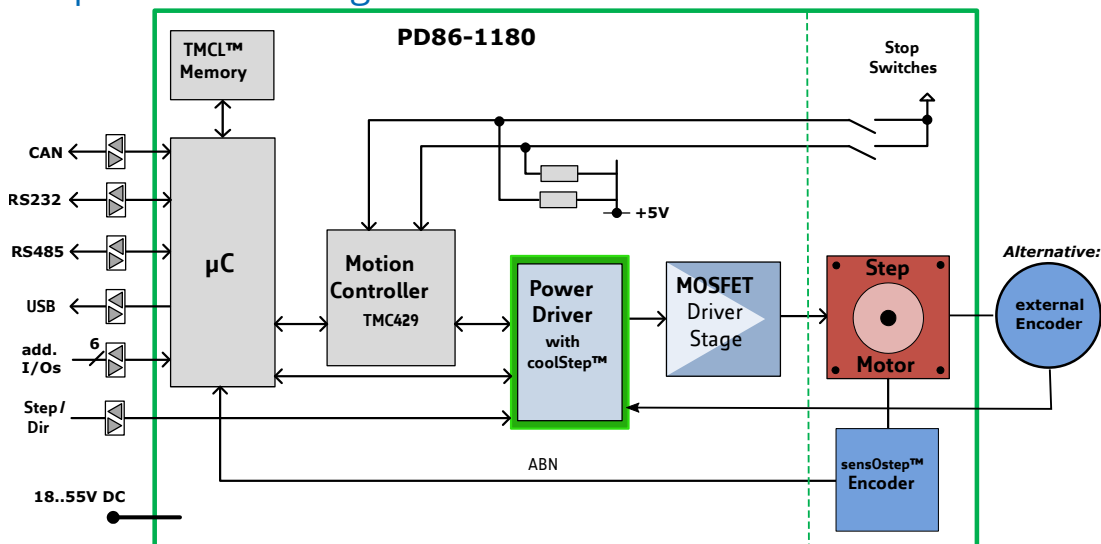 PD86-1180
TMCL™
Memory
Stop
Switches
CAN
RS232
RS485
USB
add.
I/Os
6
Step/
Dir
18..55V DC
µC
+5V
Motion
Controller
TMC429
Power
Driver
with
coolStep™
MOSFET
Driver
Stage
Step
Motor
Alternative:
external
Encoder
sensOstep™
Encoder
ABN